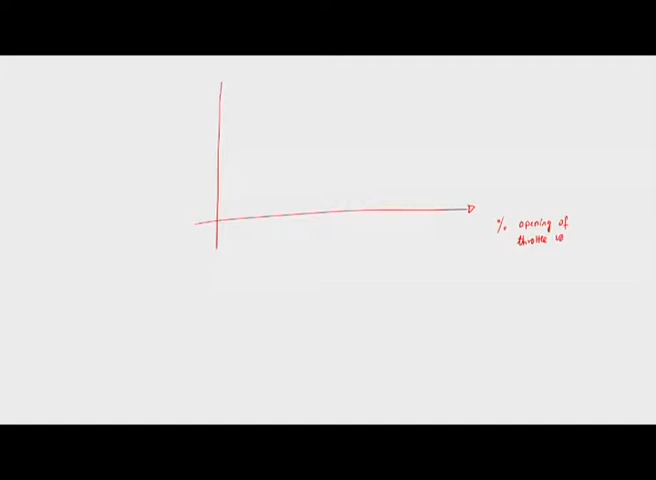 % opening of
throttle